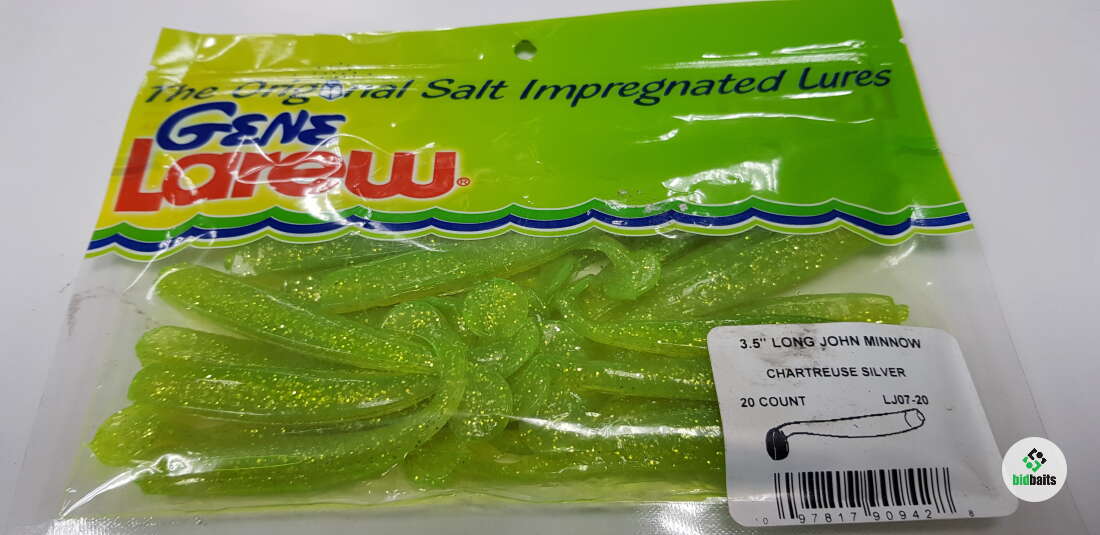 The Original Salt Impregnated Lures
GENE
Larew®
3.5" LONG JOHN MINNOW
CHARTREUSE SILVER
20 COUNT LJ07-20
0 97817 90942 8
bidbaits